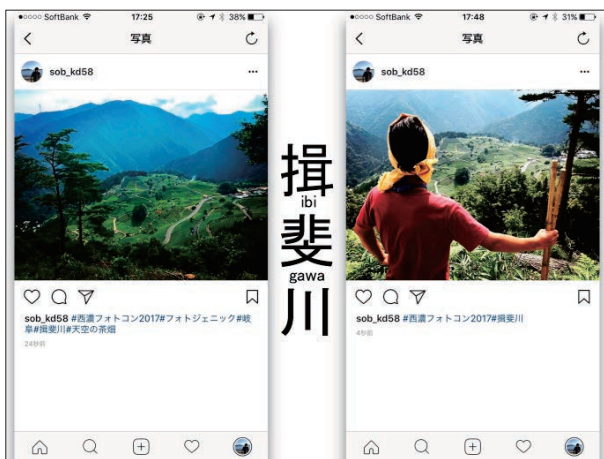 ●○○○○ SoftBank 17:25 38%
写真
sob_kd58 •••
sob_kd58 #西濃フォトコン2017#フォトジェニック#岐
阜#揖斐川#天空の茶畑
24秒前
揖
ibi
斐
gawa
川
●○○○○ SoftBank 17:48 31%
写真
sob_kd58 •••
sob_kd58 #西濃フォトコン2017#揖斐川
4秒前